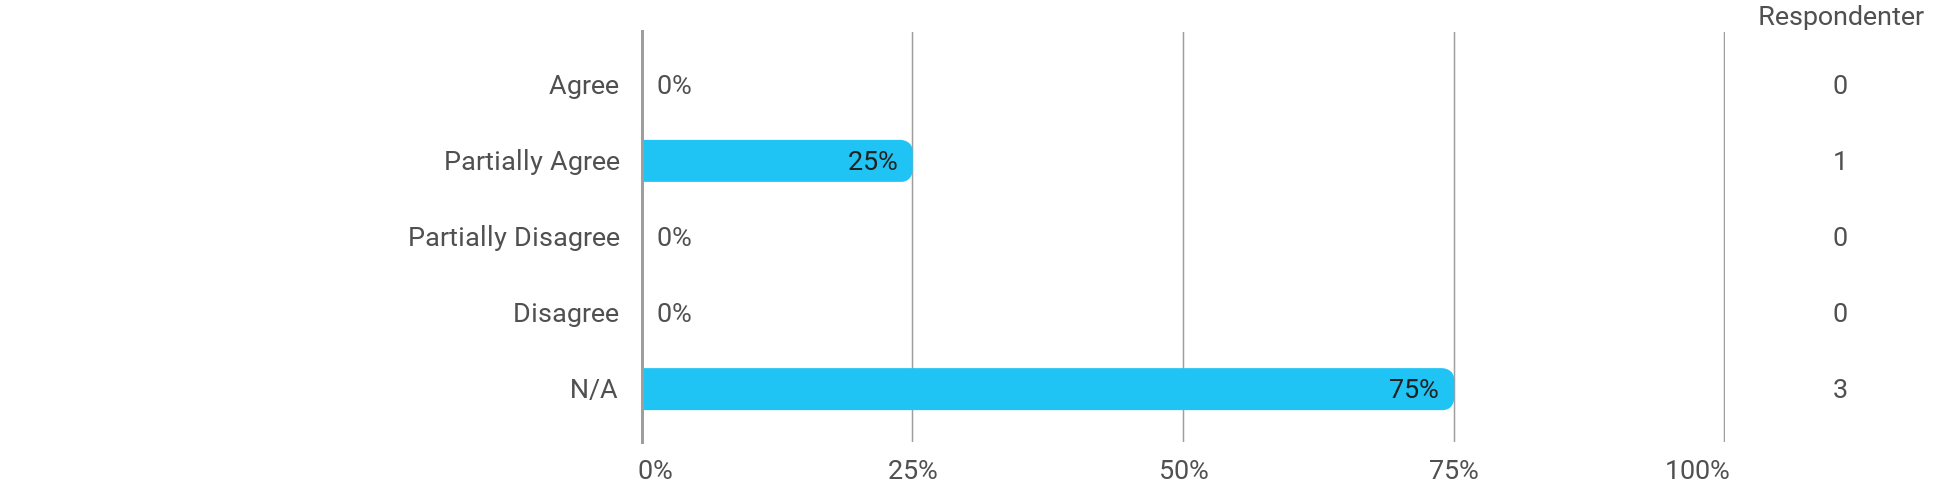 Respondenter
Agree 0% 0
Partially Agree 25% 1
Partially Disagree 0% 0
Disagree 0% 0
N/A 75% 3
0% 25% 50% 75% 100%